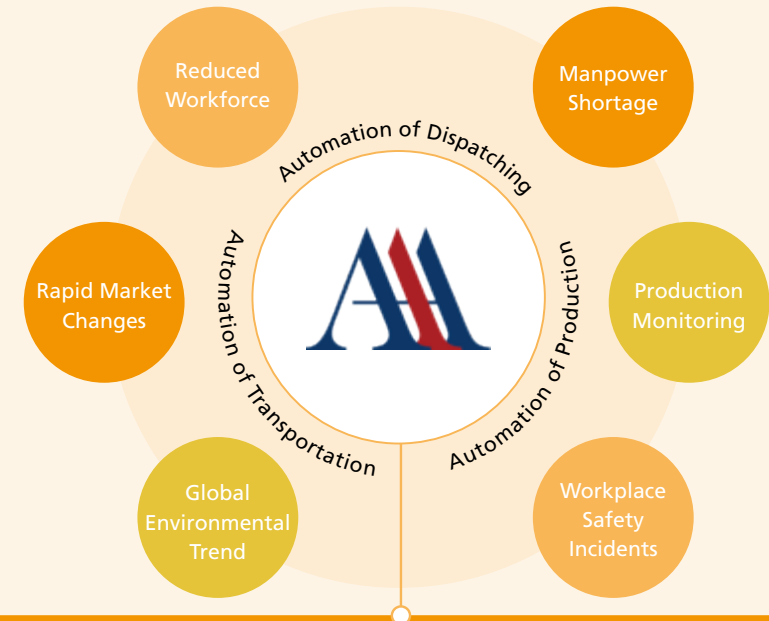 Reduced
Workforce
Manpower
Shortage
Automation of Dispatching
Rapid Market
Changes
Automation of Transportation
AAA
Automation of Production
Production
Monitoring
Global
Environmental
Trend
Workplace
Safety
Incidents